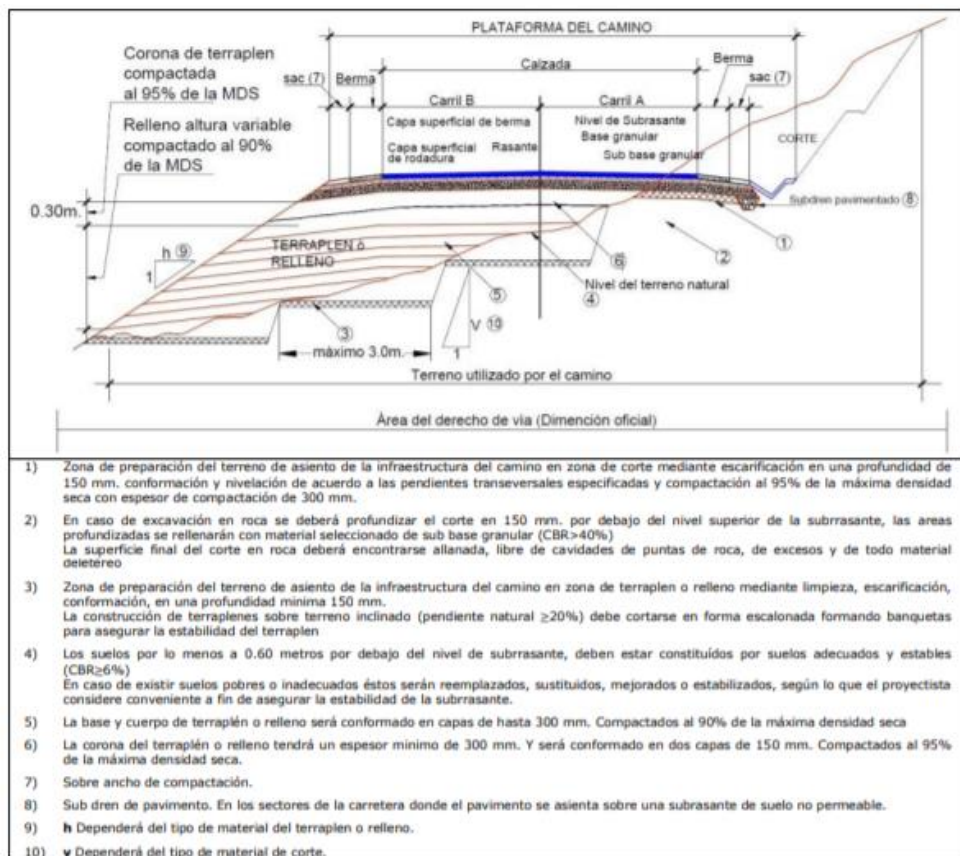 PLATAFORMA DEL CAMINO
Corona de terraplen
compactada
al 95% de la MDS
Berma
Calzada
sac (7)
Berma
sac (7)
Carril B
Carril A
Relleno altura variable
compactado al 90%
de la MDS
Capa superficial de berma
Nivel de Subrasante
Base granular
CORTE
Capa superficial
de rodadura
Rasante
Sub base granular
Subdren pavimentado ⑧
0.30m.
①
h ⑨
1
TERRAPLEN ó
RELLENO
②
⑥
⑤
Nivel del terreno natural
④
③
V ⑩
1
máximo 3.0m.
Terreno utilizado por el camino
Área del derecho de via (Dimención oficial)
1) Zona de preparación del terreno de asiento de la infraestructura del camino en zona de corte mediante escarificación en una profundidad de
150 mm. conformación y nivelación de acuerdo a las pendientes transeversales especificadas y compactación al 95% de la máxima densidad
seca con espesor de compactación de 300 mm.
2) En caso de excavación en roca se deberá profundizar el corte en 150 mm. por debajo del nivel superior de la subrrasante, las areas
profundizadas se rellenarán con material seleccionado de sub base granular (CBR>40%)
La superficie final del corte en roca deberá encontrarse allanada, libre de cavidades de puntas de roca, de excesos y de todo material
deletéreo
3) Zona de preparación del terreno de asiento de la infraestructura del camino en zona de terraplen o relleno mediante limpieza, escarificación,
conformación, en una profundidad minima 150 mm.
La construcción de terraplenes sobre terreno inclinado (pendiente natural ≥20%) debe cortarse en forma escalonada formando banquetas
para asegurar la estabilidad del terraplen
4) Los suelos por lo menos a 0.60 metros por debajo del nivel de subrrasante, deben estar constituídos por suelos adecuados y estables
(CBR≥6%)
En caso de existir suelos pobres o inadecuados éstos serán reemplazados, sustituidos, mejorados o estabilizados, según lo que el proyectista
considere conveniente a fin de asegurar la estabilidad de la subrrasante.
5) La base y cuerpo de terraplén o relleno será conformado en capas de hasta 300 mm. Compactados al 90% de la máxima densidad seca
6) La corona del terraplén o relleno tendrá un espesor minimo de 300 mm. Y será conformado en dos capas de 150 mm. Compactados al 95%
de la máxima densidad seca.
7) Sobre ancho de compactación.
8) Sub dren de pavimento. En los sectores de la carretera donde el pavimento se asienta sobre una subrasante de suelo no permeable.
9) h Dependerá del tipo de material del terraplen o relleno.
10) v Dependerá del tipo de material de corte.